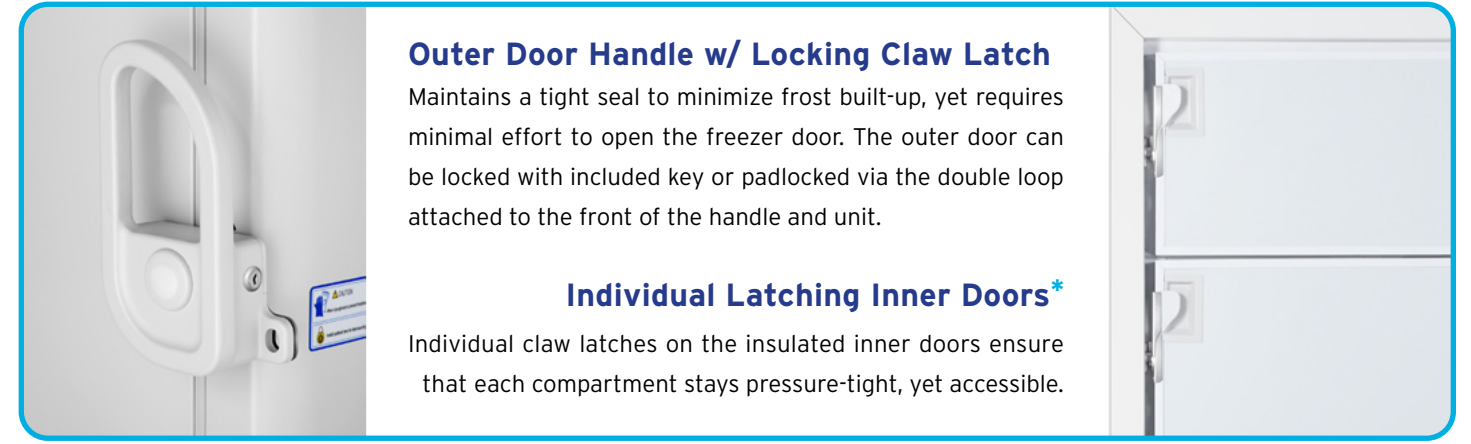 Outer Door Handle w/ Locking Claw Latch
Maintains a tight seal to minimize frost built-up, yet requires
minimal effort to open the freezer door. The outer door can
be locked with included key or padlocked via the double loop
attached to the front of the handle and unit.
CAUTION
Individual Latching Inner Doors*
Individual claw latches on the insulated inner doors ensure
that each compartment stays pressure-tight, yet accessible.